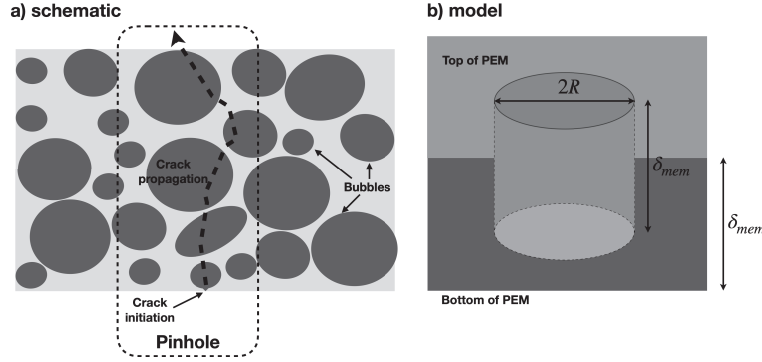 a) schematic
Crack
propagation
Bubbles
Crack
initiation
Pinhole
b) model
Top of PEM
2R
δmem
δmem
Bottom of PEM